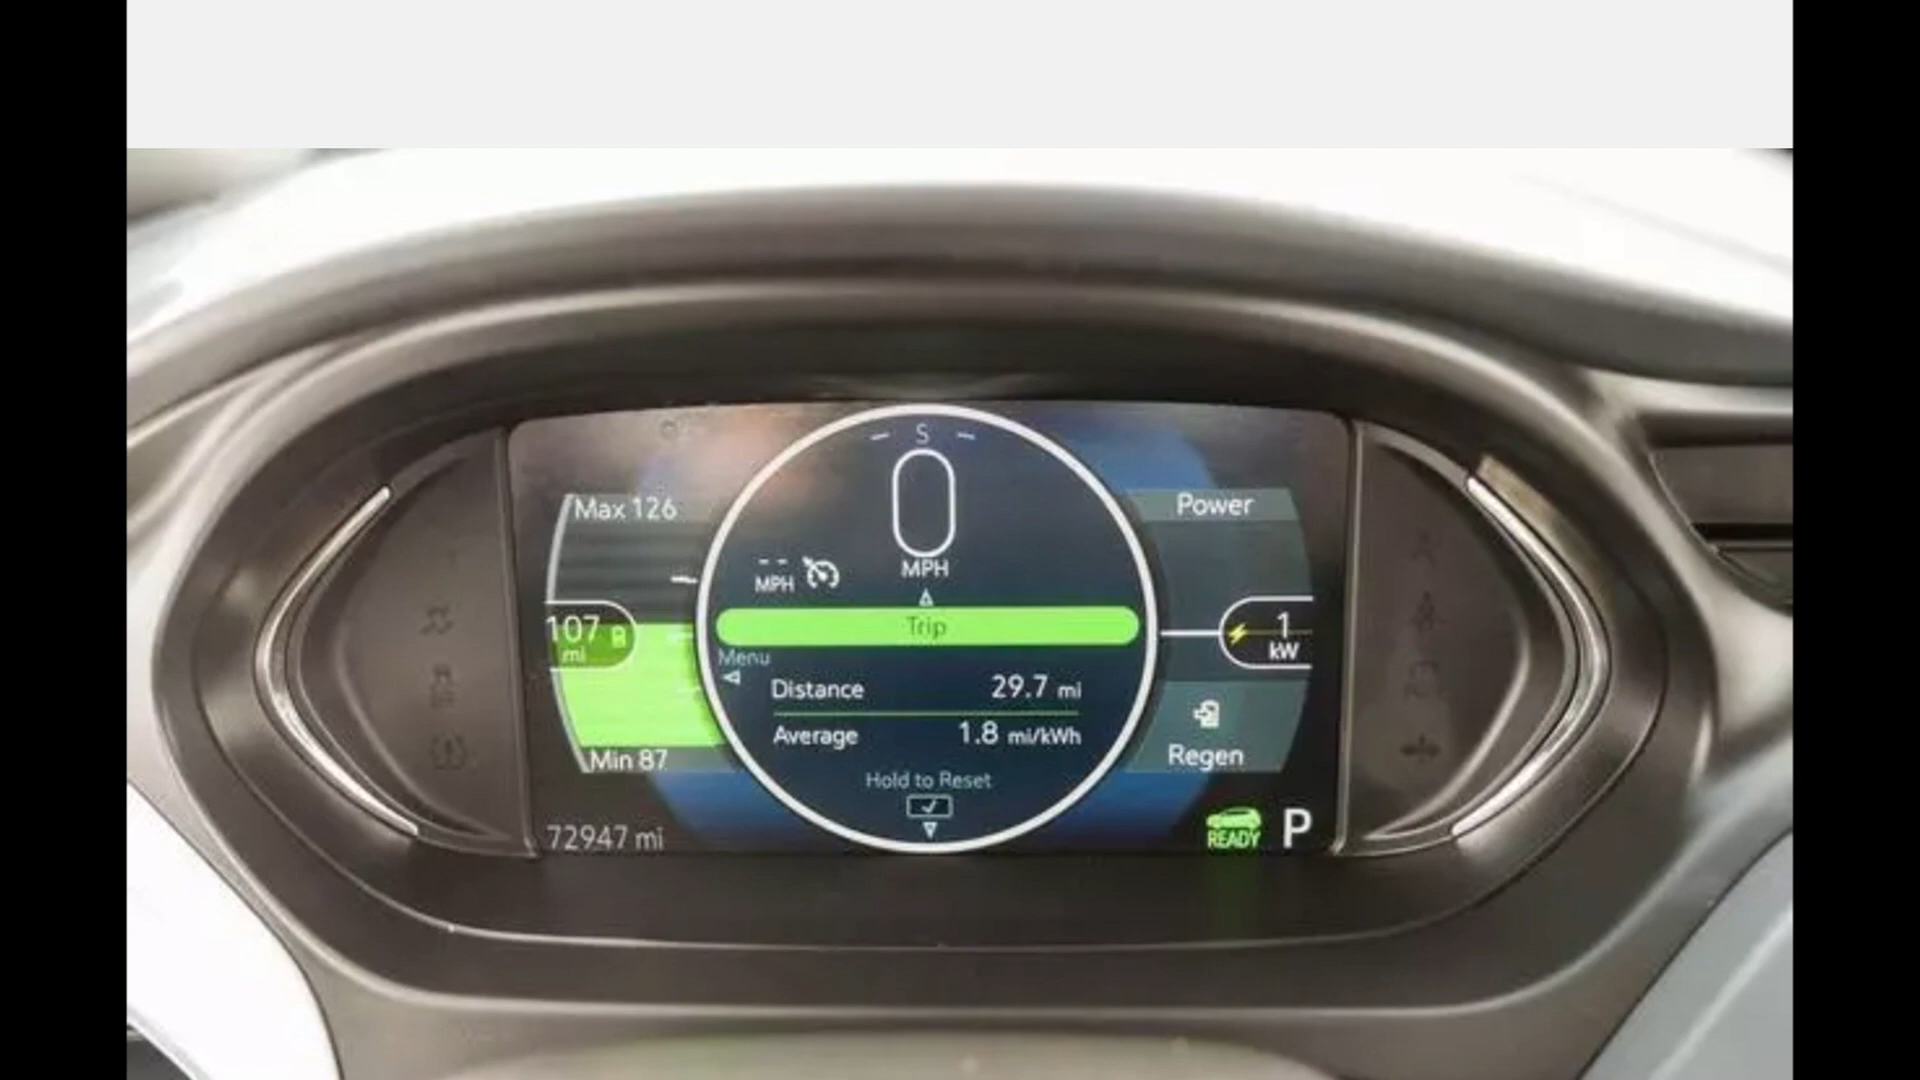 S
0
MPH
-- MPH
Max 126
107
mi
Min 87
72947 mi
Trip
Menu
Distance 29.7 mi
Average 1.8 mi/kWh
Hold to Reset
Power
1
kW
Regen
READY P